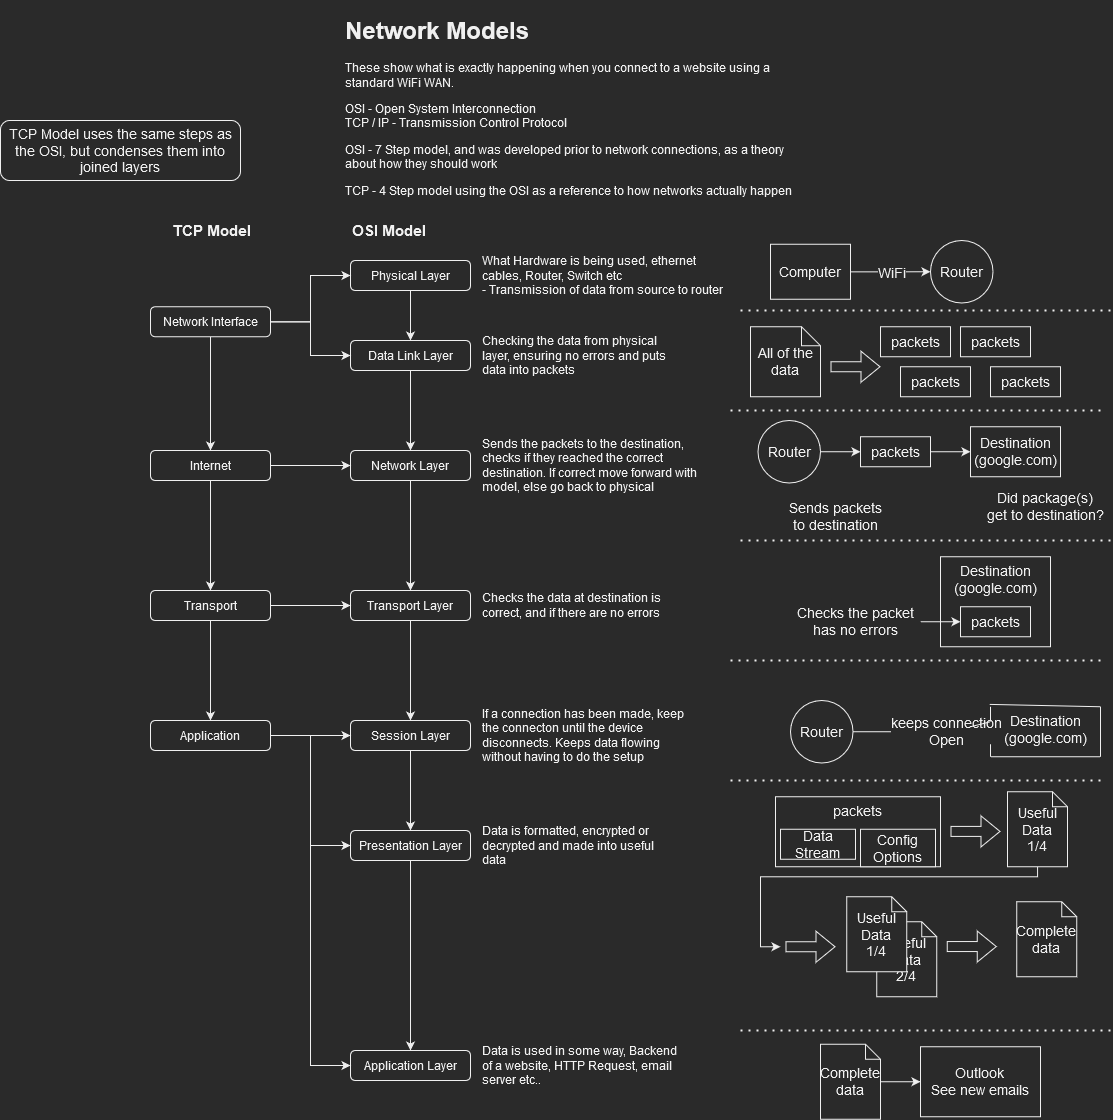 Network Models
These show what is exactly happening when you connect to a website using a
standard WiFi WAN.
OSI - Open System Interconnection
TCP / IP - Transmission Control Protocol
OSI - 7 Step model, and was developed prior to network connections, as a theory
about how they should work
TCP - 4 Step model using the OSI as a reference to how networks actually happen
TCP Model uses the same steps as
the OSI, but condenses them into
joined layers
TCP Model
OSI Model
Physical Layer
What Hardware is being used, ethernet
cables, Router, Switch etc
- Transmission of data from source to router
Computer
WiFi
Router
Network Interface
Data Link Layer
Checking the data from physical
layer, ensuring no errors and puts
data into packets
All of the
data
packets
packets
packets
packets
Internet
Network Layer
Sends the packets to the destination,
checks if they reached the correct
destination. If correct move forward with
model, else go back to physical
Router
packets
Destination
(google.com)
Sends packets
to destination
Did package(s)
get to destination?
Transport
Transport Layer
Checks the data at destination is
correct, and if there are no errors
Checks the packet
has no errors
Destination
(google.com)
packets
Application
Session Layer
If a connection has been made, keep
the connecton until the device
disconnects. Keeps data flowing
without having to do the setup
Router
keeps connection
Open
Destination
(google.com)
Presentation Layer
Data is formatted, encrypted or
decrypted and made into useful
data
packets
Data
Stream
Config
Options
Useful
Data
1/4
Useful
Data
1/4
eful
ata
2/4
Complete
data
Application Layer
Data is used in some way, Backend
of a website, HTTP Request, email
server etc..
Complete
data
Outlook
See new emails